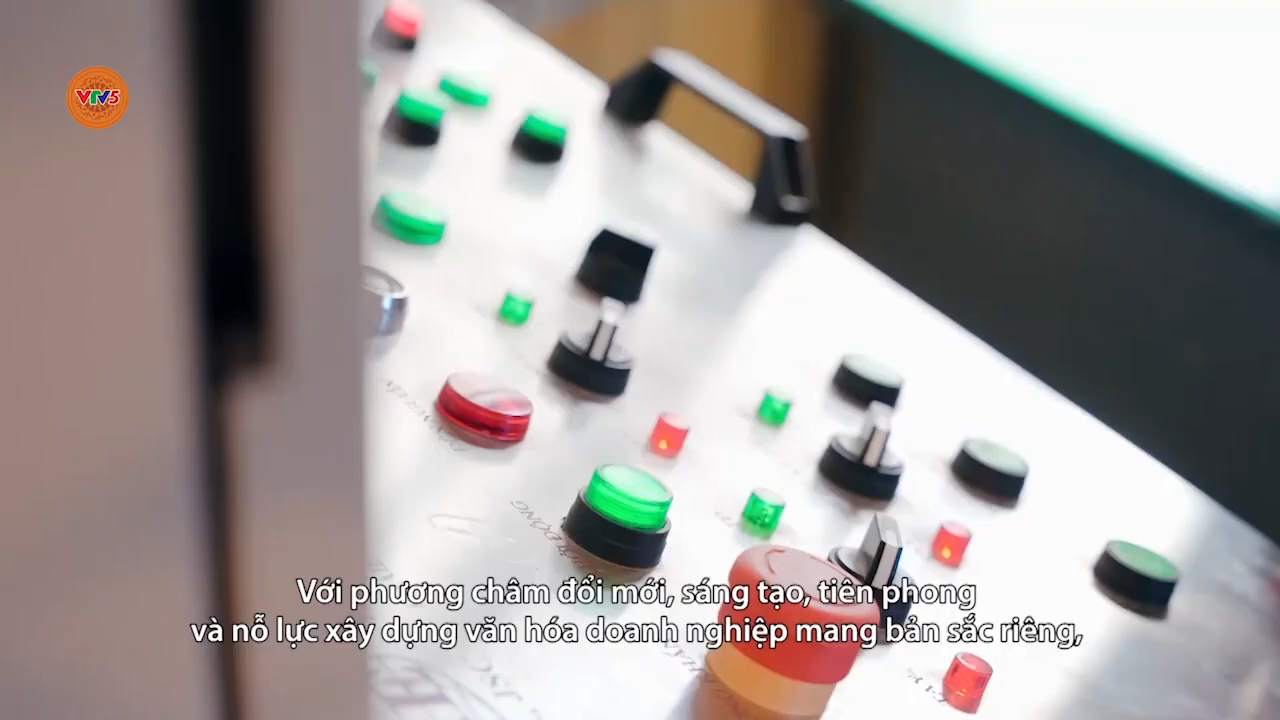 VTV5
Với phương châm đổi mới, sáng tạo, tiên phong
và nỗ lực xây dựng văn hóa doanh nghiệp mang bản sắc riêng,